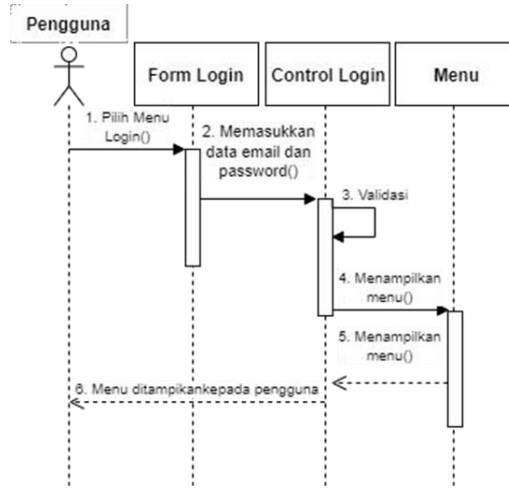 Pengguna
Form Login
Control Login
Menu
1. Pilih Menu
Login()
2. Memasukkan
data email dan
password()
3. Validasi
4. Menampilkan
menu()
5. Menampilkan
menu()
6. Menu ditampikankepada pengguna